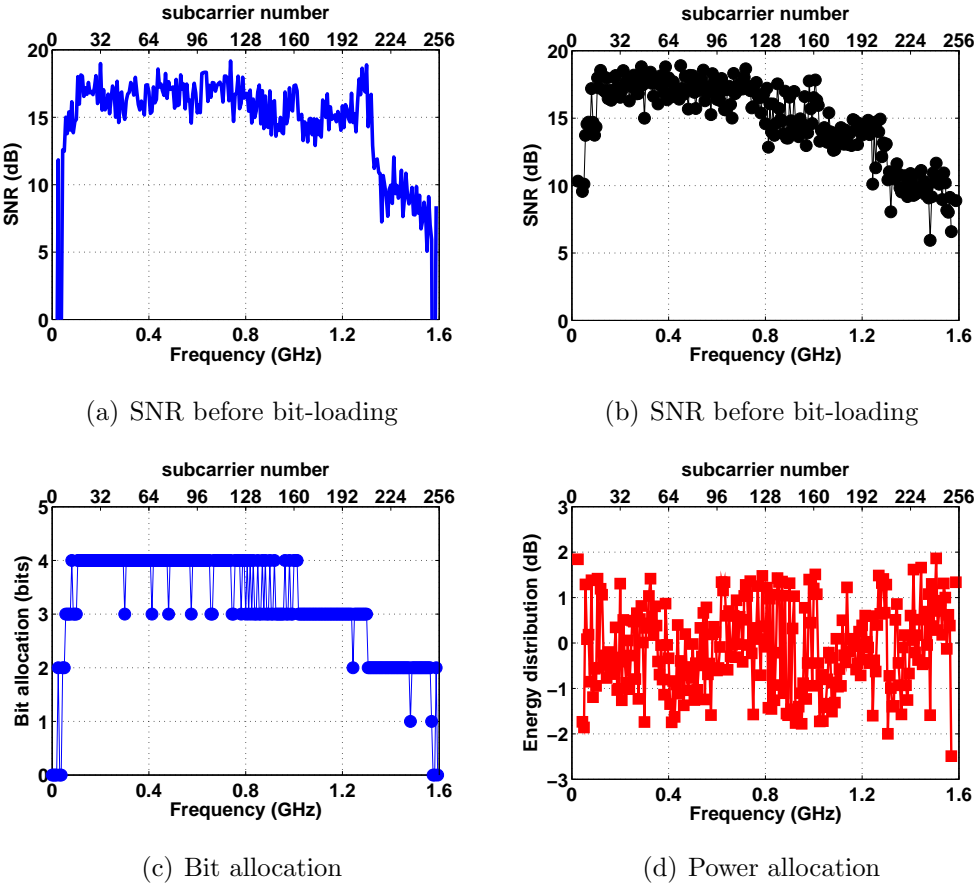 subcarrier number
0 32 64 96 128 160 192 224 256
20
15
10
5
0
SNR (dB)
0 0.4 0.8 1.2 1.6
Frequency (GHz)
(a) SNR before bit-loading
subcarrier number
0 32 64 96 128 160 192 224 256
20
15
10
5
0
SNR (dB)
0 0.4 0.8 1.2 1.6
Frequency (GHz)
(b) SNR before bit-loading
subcarrier number
0 32 64 96 128 160 192 224 256
5
4
3
2
1
0
Bit allocation (bits)
0 0.4 0.8 1.2 1.6
Frequency (GHz)
(c) Bit allocation
subcarrier number
0 32 64 96 128 160 192 224 256
3
2
1
0
−1
−2
−3
Energy distribution (dB)
0 0.4 0.8 1.2 1.6
Frequency (GHz)
(d) Power allocation